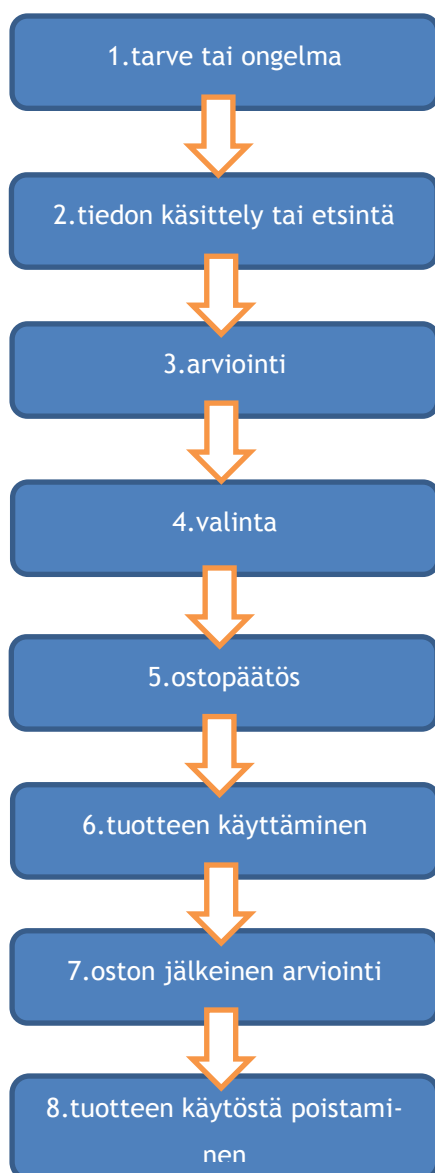 1.tarve tai ongelma
2.tiedon käsittely tai etsintä
3.arviointi
4.valinta
5.ostopäätös
6.tuotteen käyttäminen
7.oston jälkeinen arviointi
8.tuotteen käytöstä poistami-
nen